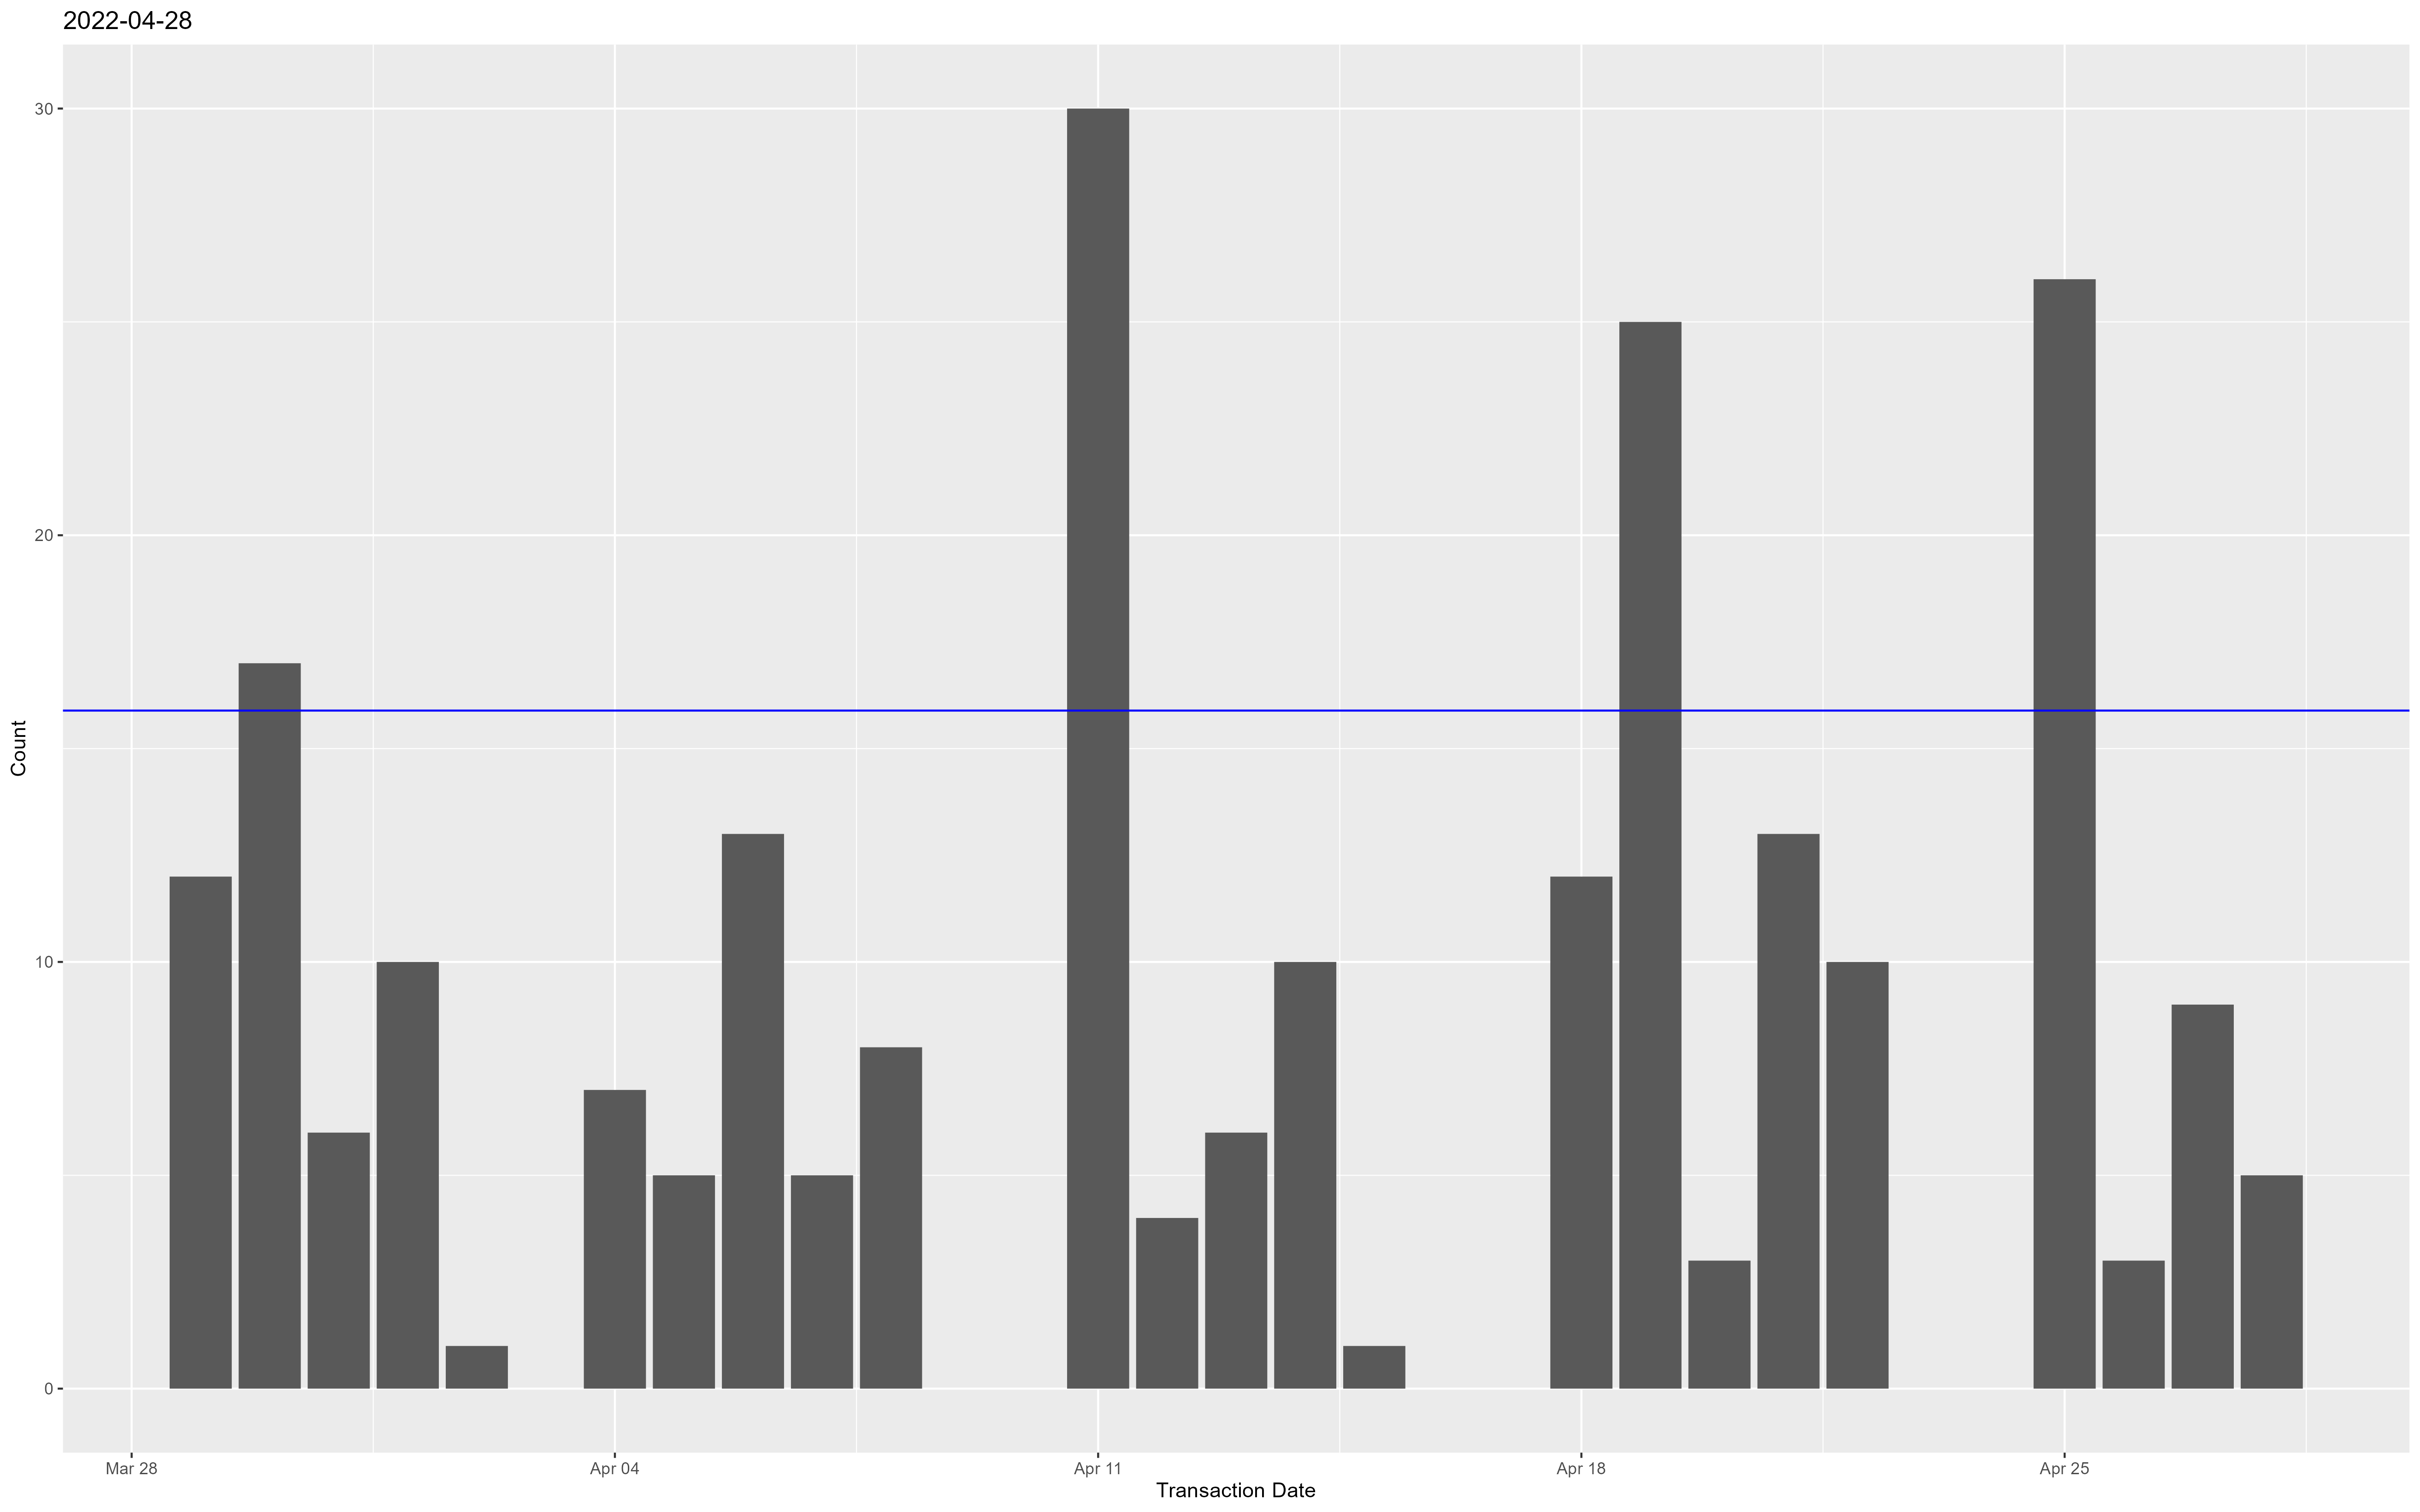 2022-04-28
30
20
10
0
Count
Mar 28
Apr 04
Apr 11
Apr 18
Apr 25
Transaction Date